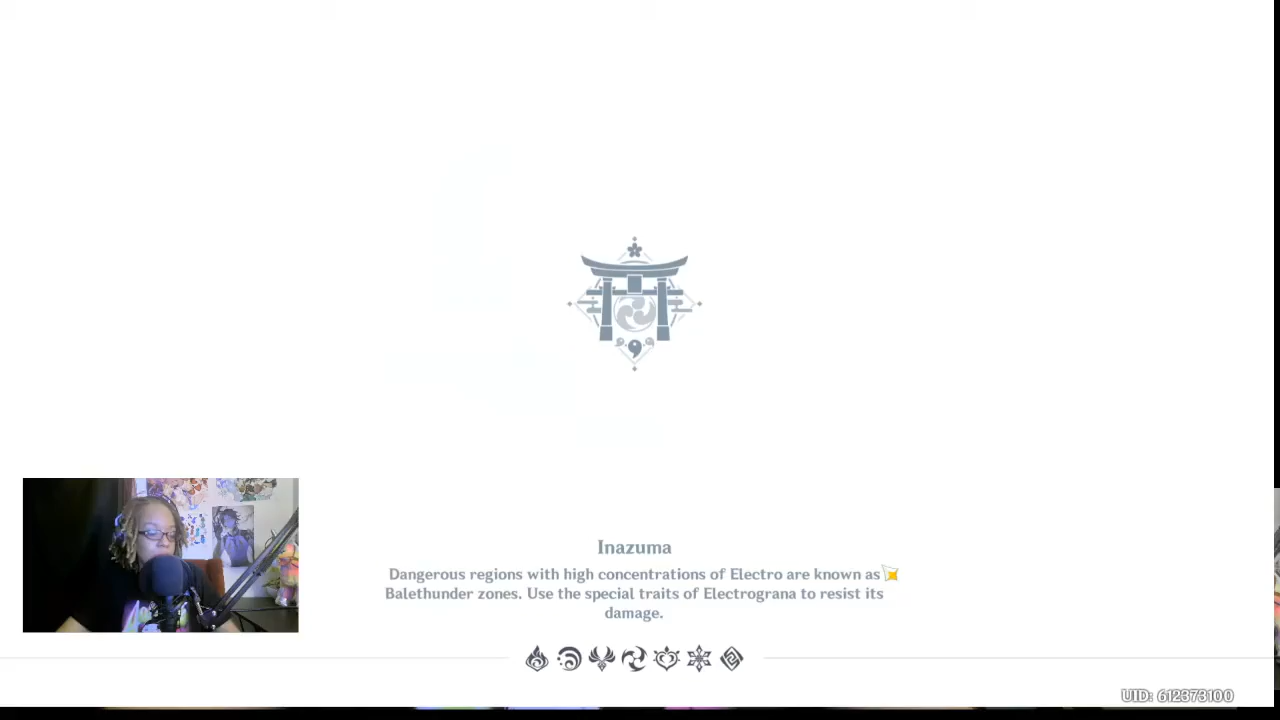 Inazuma
Dangerous regions with high concentrations of Electro are known as
Balethunder zones. Use the special traits of Electrograna to resist its
damage.
UID: 612373100